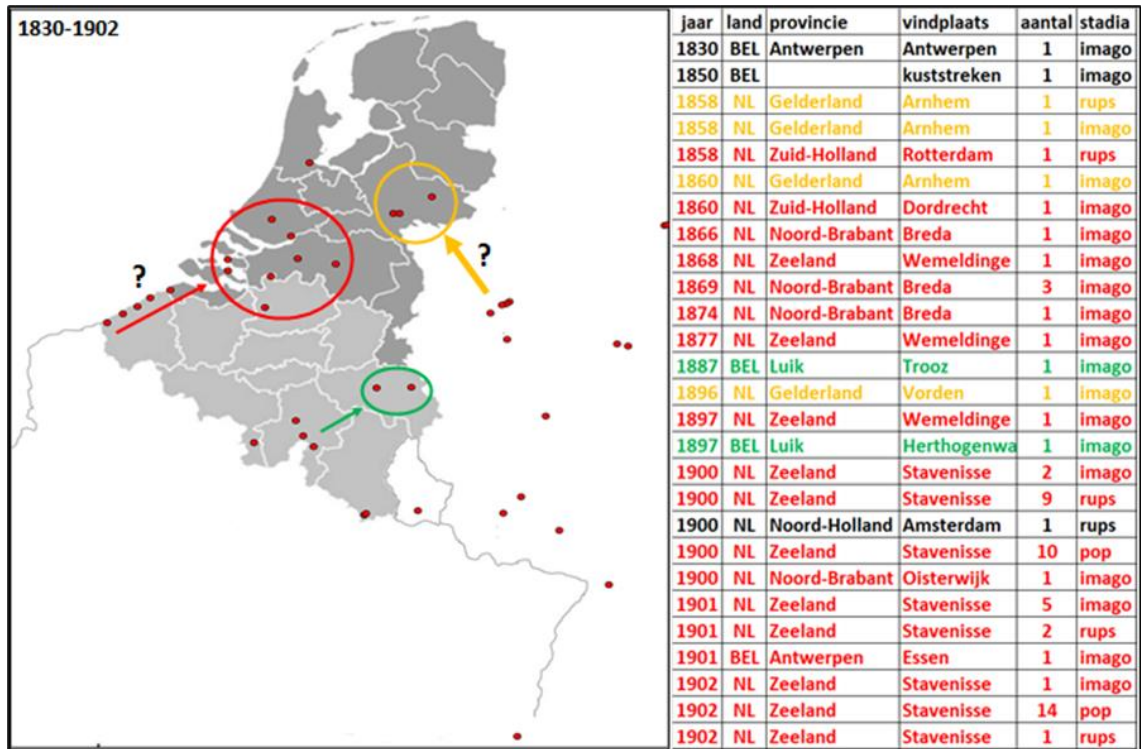 1830-1902
?
?
jaar land provincie vindplaats aantal stadia
1830 BEL Antwerpen Antwerpen 1 imago
1850 BEL kuststreken 1 imago
1858 NL Gelderland Arnhem 1 rups
1858 NL Gelderland Arnhem 1 imago
1858 NL Zuid-Holland Rotterdam 1 rups
1860 NL Gelderland Arnhem 1 imago
1860 NL Zuid-Holland Dordrecht 1 imago
1866 NL Noord-Brabant Breda 1 imago
1868 NL Zeeland Wemeldinge 1 imago
1869 NL Noord-Brabant Breda 3 imago
1874 NL Noord-Brabant Breda 1 imago
1877 NL Zeeland Wemeldinge 1 imago
1887 BEL Luik Trooz 1 imago
1896 NL Gelderland Vorden 1 imago
1897 NL Zeeland Wemeldinge 1 imago
1897 BEL Luik Herthogenwa 1 imago
1900 NL Zeeland Stavenisse 2 imago
1900 NL Zeeland Stavenisse 9 rups
1900 NL Noord-Holland Amsterdam 1 rups
1900 NL Zeeland Stavenisse 10 pop
1900 NL Noord-Brabant Oisterwijk 1 imago
1901 NL Zeeland Stavenisse 5 imago
1901 NL Zeeland Stavenisse 2 rups
1901 BEL Antwerpen Essen 1 imago
1902 NL Zeeland Stavenisse 1 imago
1902 NL Zeeland Stavenisse 14 pop
1902 NL Zeeland Stavenisse 1 rups